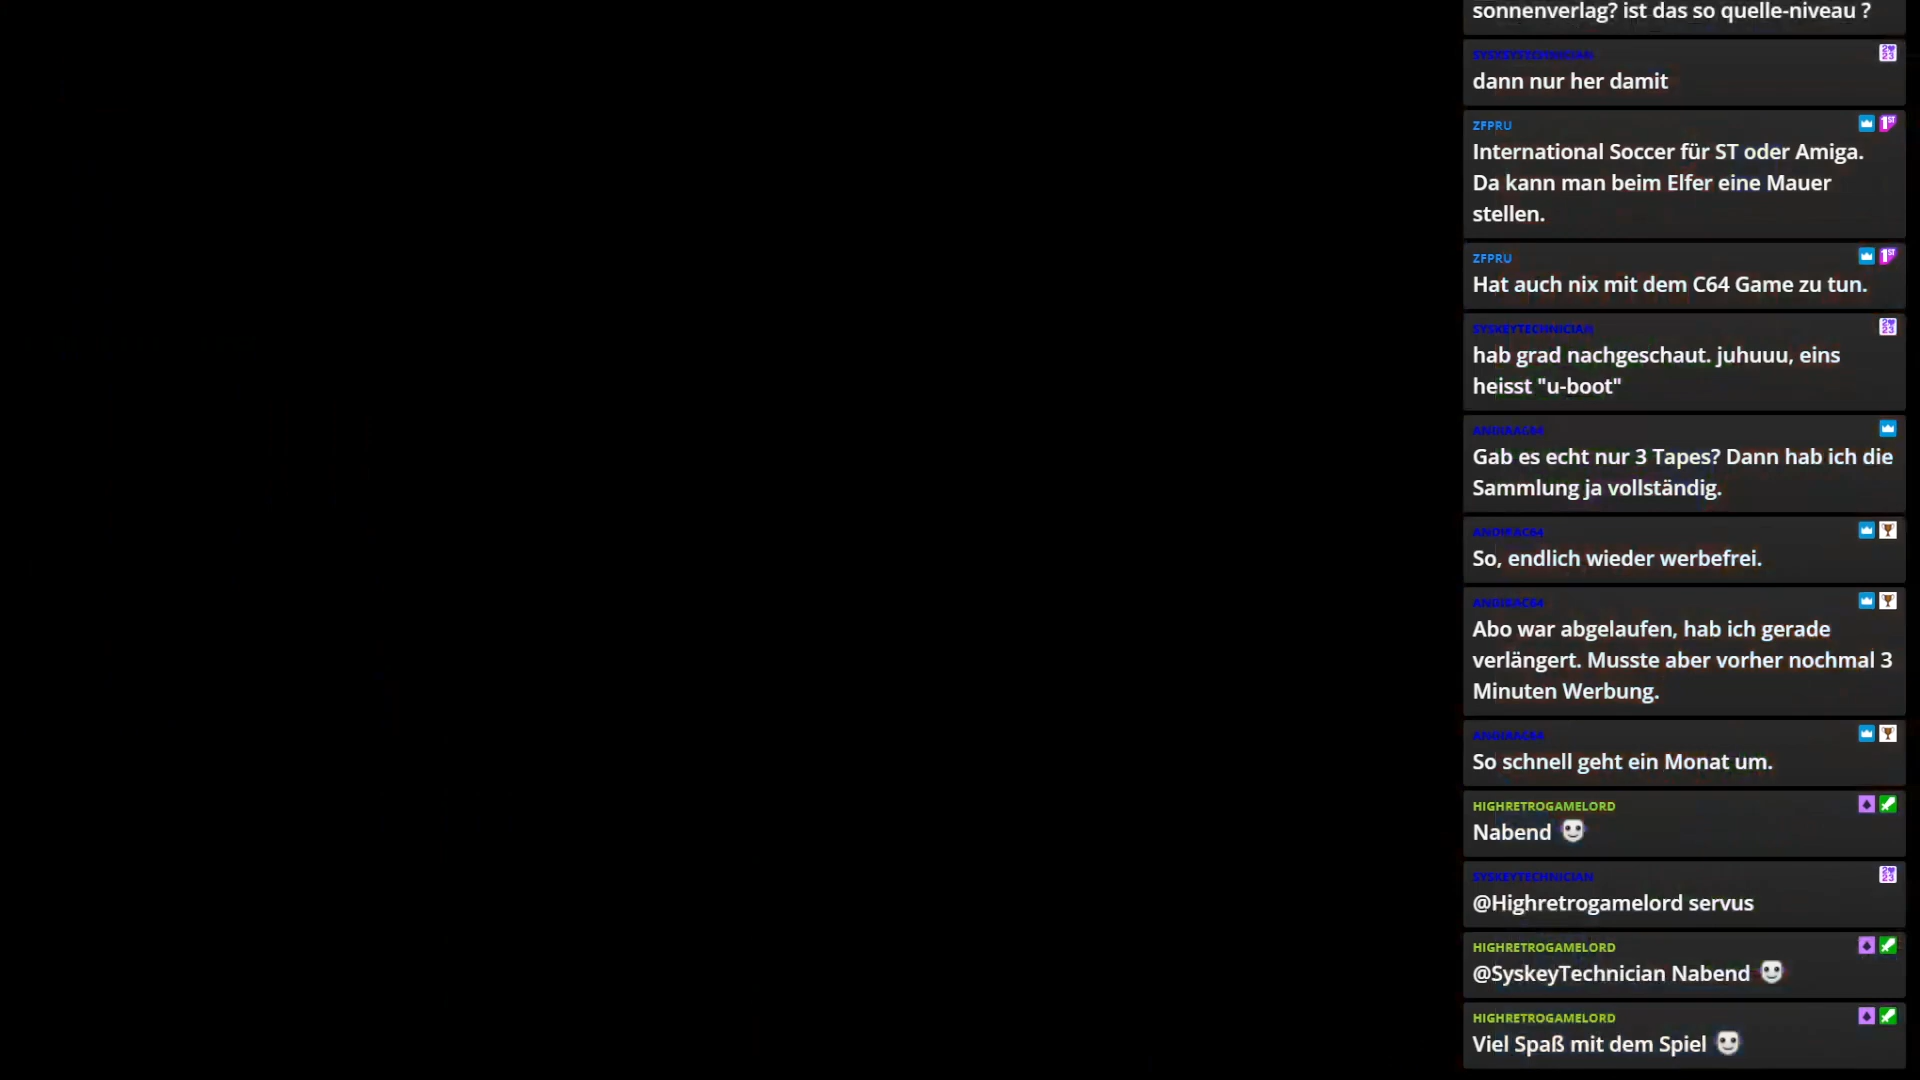 sonnenverlag? ist das so quelle-niveau ?
dann nur her damit
ZFPRU
International Soccer für ST oder Amiga.
Da kann man beim Elfer eine Mauer
stellen.
ZFPRU
Hat auch nix mit dem C64 Game zu tun.
SYSKEYTECHNICIAN
hab grad nachgeschaut. juhuuu, eins
heisst "u-boot"
Gab es echt nur 3 Tapes? Dann hab ich die
Sammlung ja vollständig.
So, endlich wieder werbefrei.
Abo war abgelaufen, hab ich gerade
verlängert. Musste aber vorher nochmal 3
Minuten Werbung.
So schnell geht ein Monat um.
HIGHRETROGAMELORD
Nabend
SYSKEYTECHNICIAN
@Highretrogamelord servus
HIGHRETROGAMELORD
@SyskeyTechnician Nabend
HIGHRETROGAMELORD
Viel Spaß mit dem Spiel